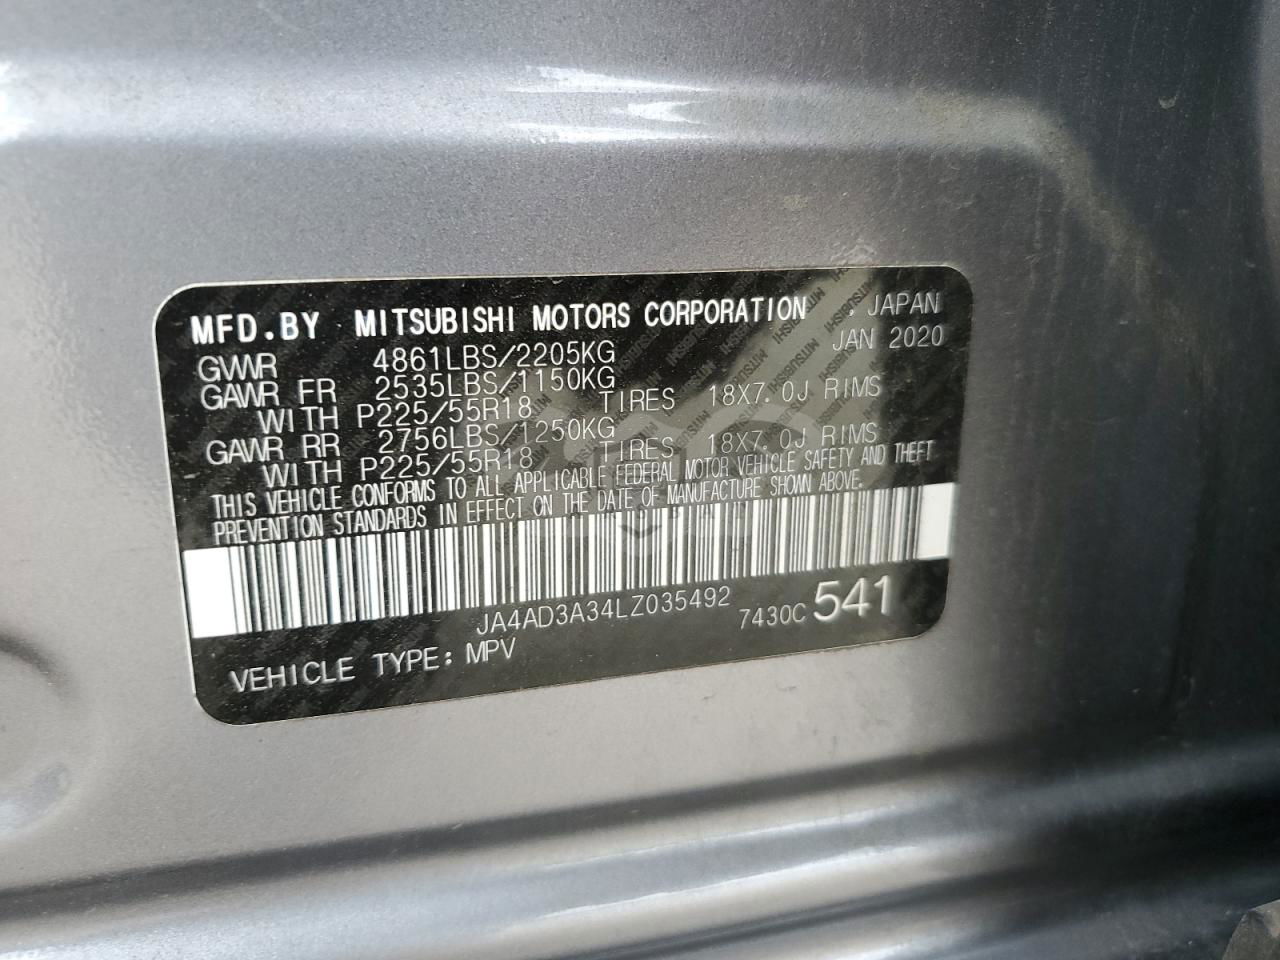 MFD.BY MITSUBISHI MOTORS CORPORATION JAPAN
JAN 2020
GVWR 4861LBS/2205KG
GAWR FR 2535LBS/1150KG
WITH P225/55R18 TIRES 18X7.0J RIMS
GAWR RR 2756LBS/1250KG
WITH P225/55R18 TIRES 18X7.0J RIMS
THIS VEHICLE CONFORMS TO ALL APPLICABLE FEDERAL MOTOR VEHICLE SAFETY AND THEFT
PREVENTION STANDARDS IN EFFECT ON THE DATE OF MANUFACTURE SHOWN ABOVE.
JA4AD3A34LZ035492 7430C 541
VEHICLE TYPE: MPV